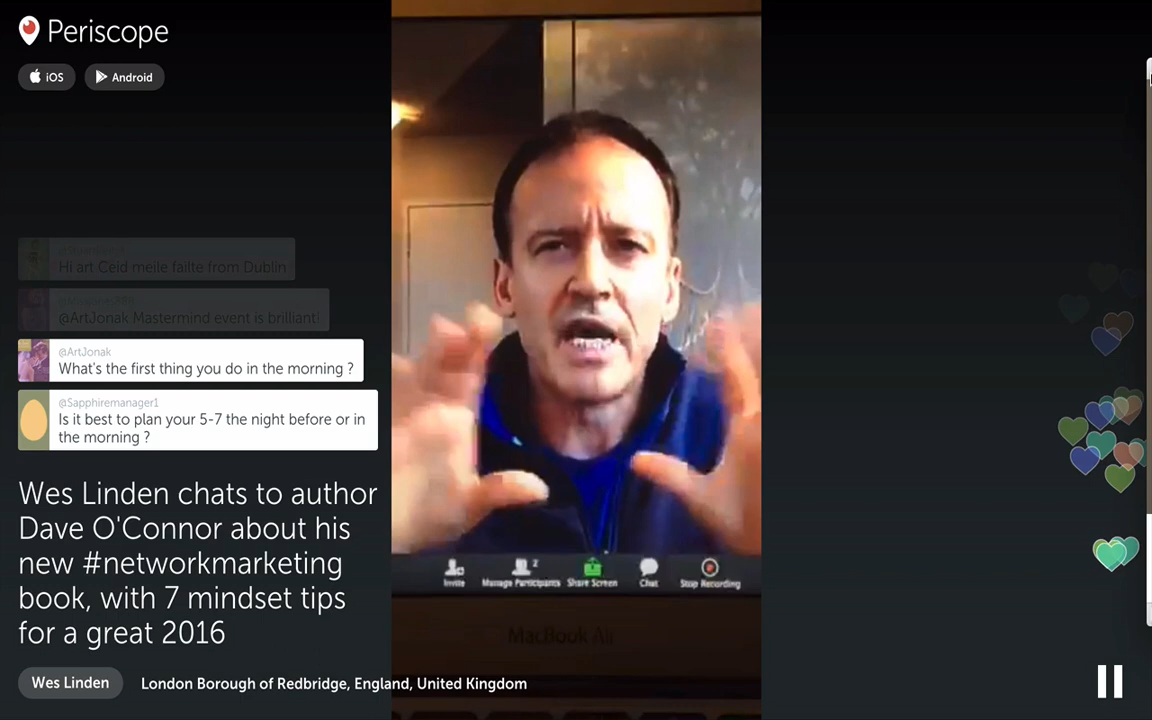 Periscope
iOS
Android
Hi art Céid meile failte from Dublin
@ArtJonak Mastermind event is brilliant!
@ArtJonak
What's the first thing you do in the morning ?
@Sapphiremanager1
Is it best to plan your 5-7 the night before or in
the morning ?
Wes Linden chats to author
Dave O'Connor about his
new #networkmarketing
book, with 7 mindset tips
for a great 2016
Wes Linden
London Borough of Redbridge, England, United Kingdom
Invite
Manage Participants
2
Share Screen
Chat
Stop Recording
MacBook Air